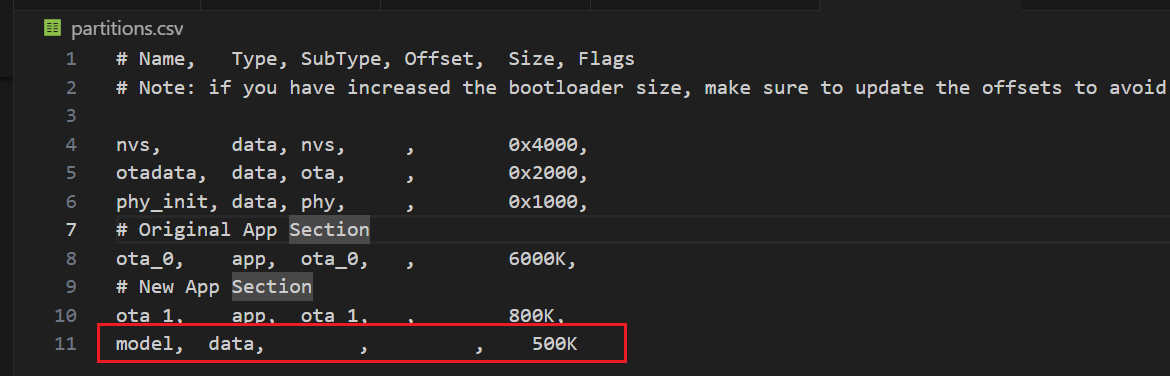 partitions.csv
1 # Name,   Type, SubType, Offset,  Size, Flags
2 # Note: if you have increased the bootloader size, make sure to update the offsets to avoid
3
4 nvs,      data, nvs,     ,        0x4000,
5 otadata,  data, ota,     ,        0x2000,
6 phy_init, data, phy,     ,        0x1000,
7 # Original App Section
8 ota_0,    app,  ota_0,   ,        6000K,
9 # New App Section
10 ota_1,    app,  ota_1,   ,        800K,
11 model,  data,        ,         ,    500K